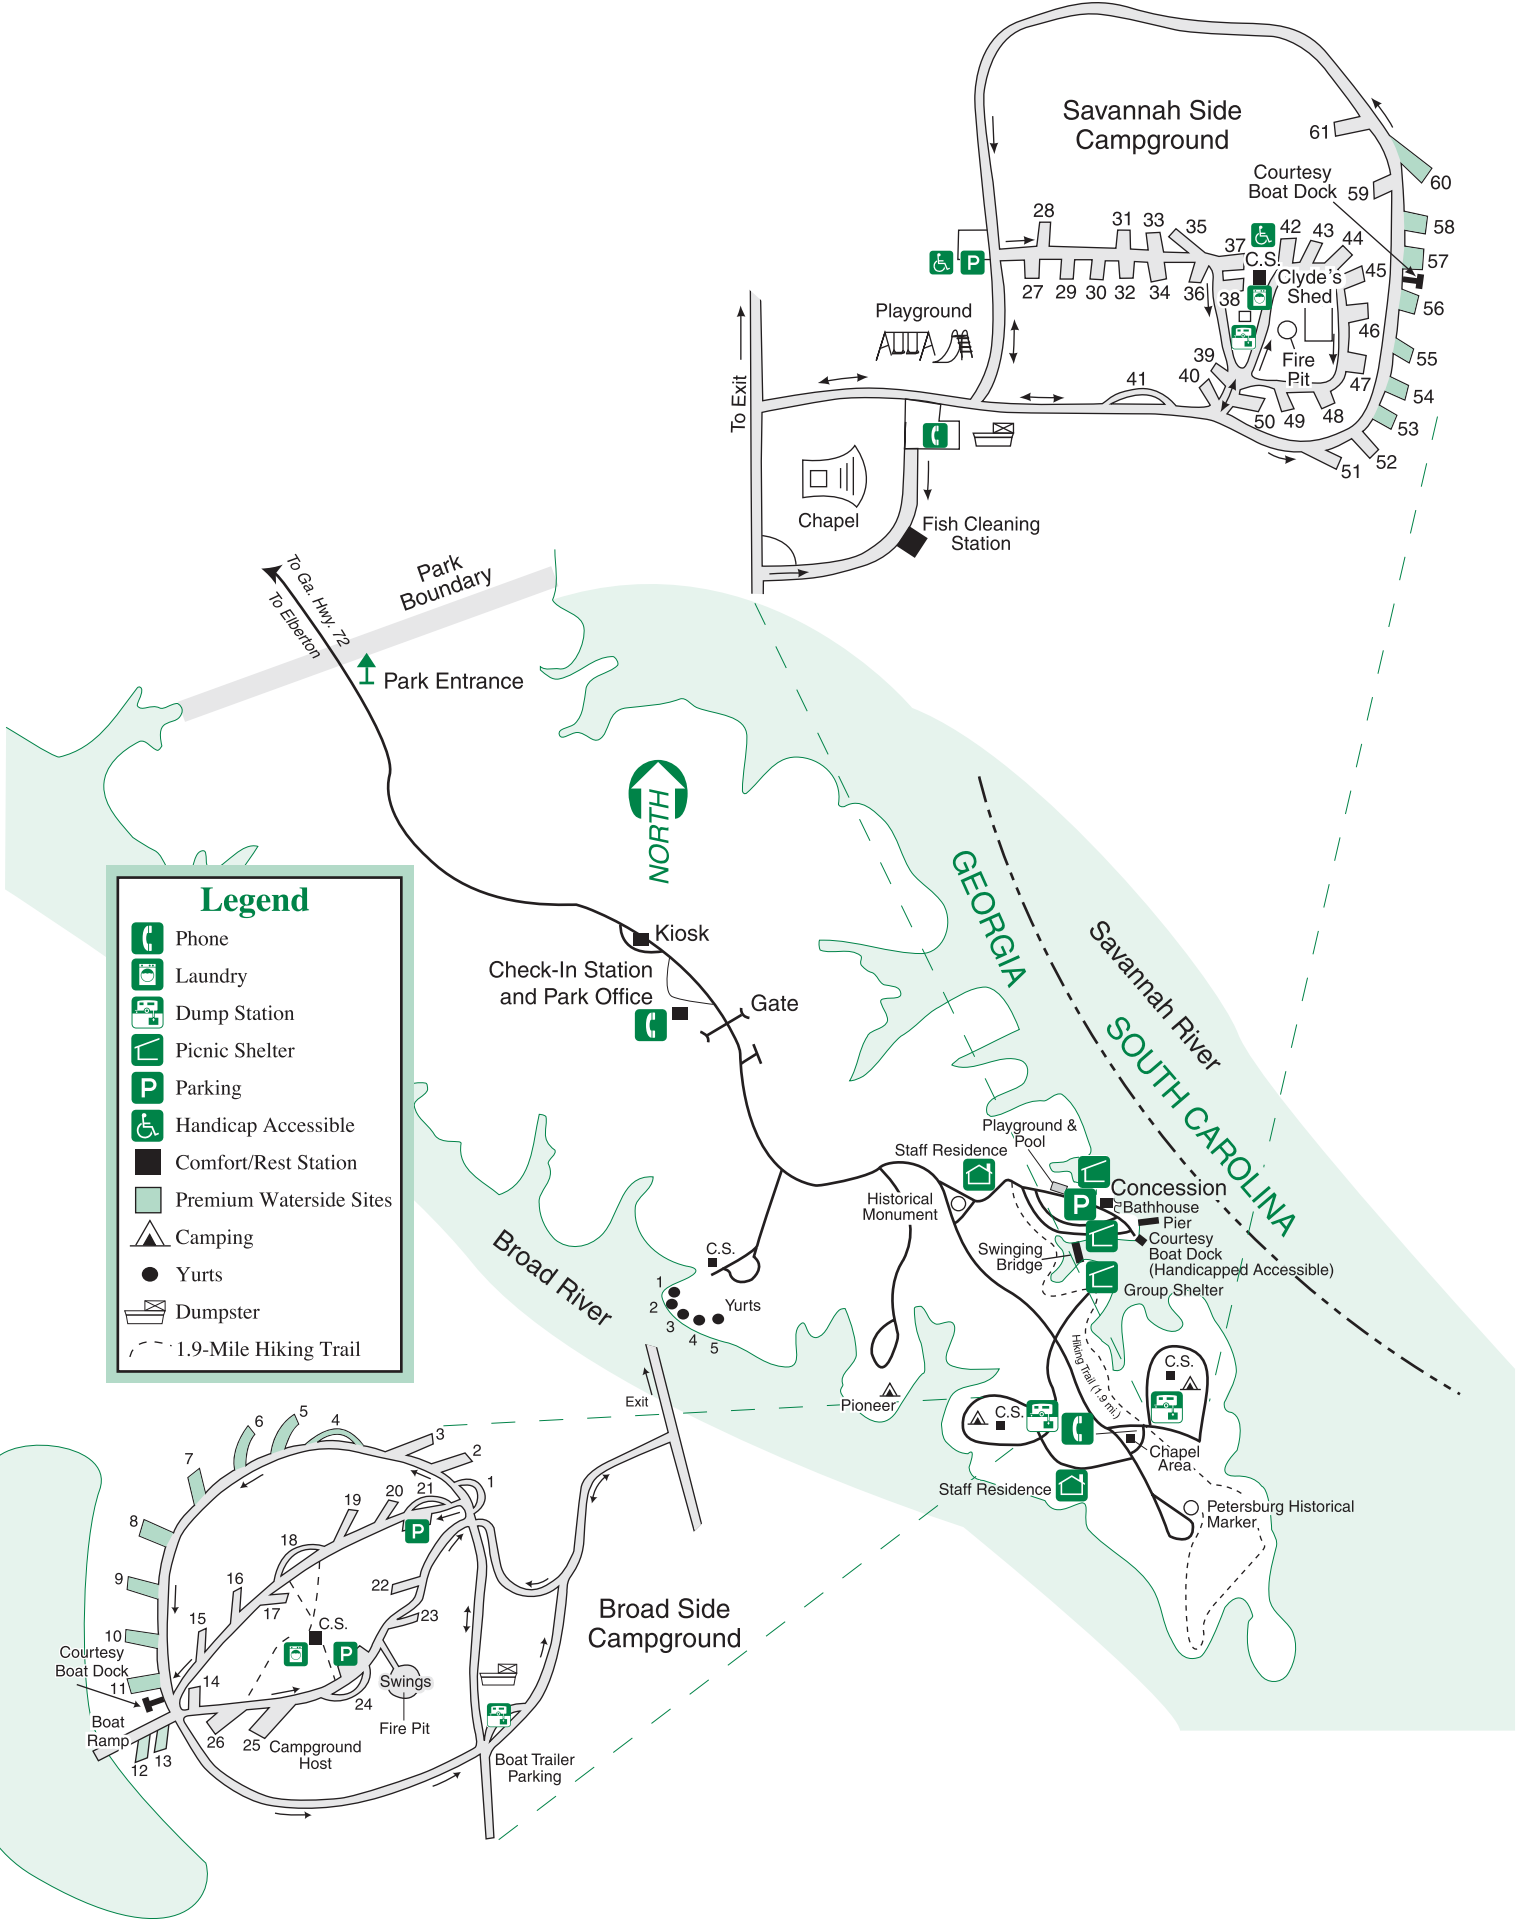 Savannah Side
Campground
61
Courtesy
Boat Dock
59
60
28
31
33
35
37
42
43
44
58
57
C.S.
Clyde's
Shed
45
P
27
29
30
32
34
36
38
56
46
Playground
39
40
41
Fire
Pit
47
55
54
50
49
48
53
51
52
To Exit
Chapel
Fish Cleaning
Station
To Ga. Hwy. 72
To Elberton
Park
Boundary
Park Entrance
NORTH
GEORGIA
Savannah River
SOUTH CAROLINA
Legend
Phone
Laundry
Dump Station
Picnic Shelter
P
Parking
Handicap Accessible
Comfort/Rest Station
Premium Waterside Sites
Camping
Yurts
Dumpster
1.9-Mile Hiking Trail
Kiosk
Check-In Station
and Park Office
Gate
Playground &
Pool
Staff Residence
Historical
Monument
P
Concession
Bathhouse
Pier
Courtesy
Boat Dock
(Handicapped Accessible)
Swinging
Bridge
Group Shelter
Broad River
C.S.
1
2
3
4
5
Yurts
Hiking Trail (1.9 mi.)
C.S.
Pioneer
C.S.
Chapel
Area
Staff Residence
Petersburg Historical
Marker
Exit
6
5
4
3
2
1
7
8
9
10
11
19
20
21
P
18
16
17
15
22
23
C.S.
P
Courtesy
Boat Dock
14
24
Swings
Fire Pit
Boat
Ramp
12
13
26
25
Campground
Host
Broad Side
Campground
Boat Trailer
Parking